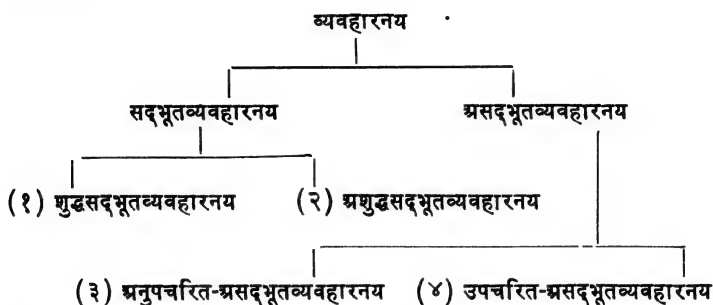 व्यवहारनय
सद्भूतव्यवहारनय असद्भूतव्यवहारनय
(१) शुद्धसद्भूतव्यवहारनय (२) अशुद्धसद्भूतव्यवहारनय
(३) अनुपचरित-असद्भूतव्यवहारनय (४) उपचरित-असद्भूतव्यवहारनय